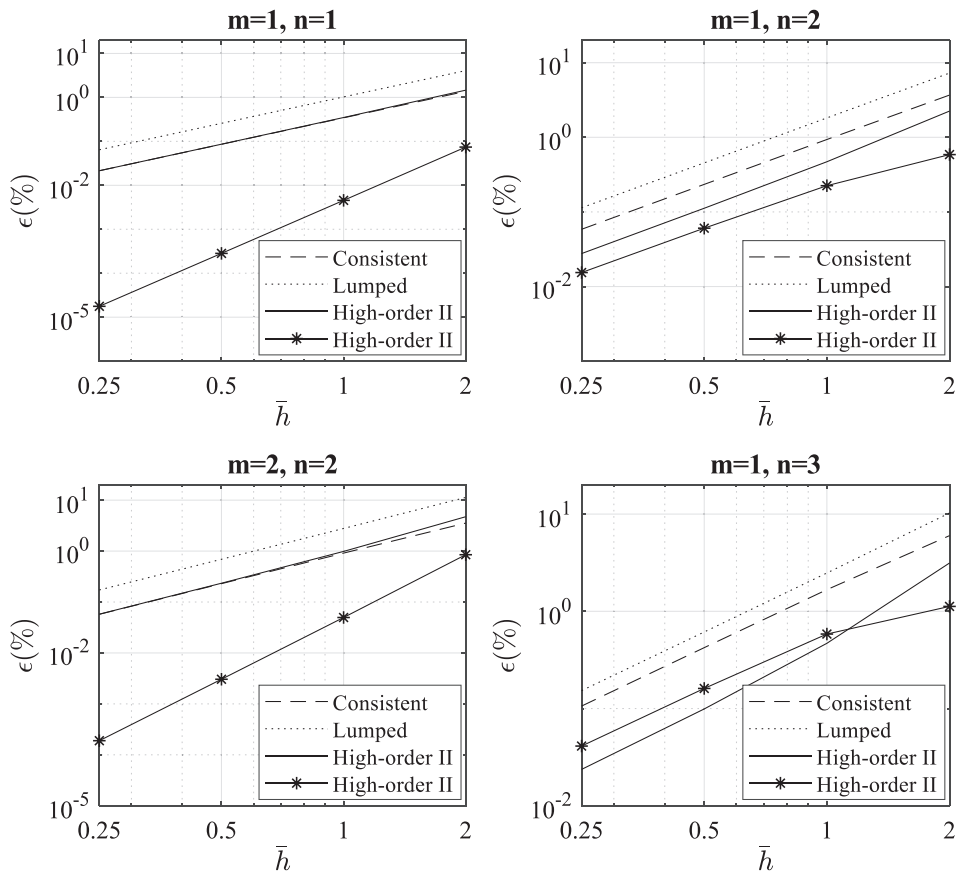 m=1, n=1
10^1
10^0
10^-2
10^-5
ϵ(%)
0.25 0.5 1 2
h̄
Consistent
Lumped
High-order II
High-order II
m=1, n=2
10^1
10^0
10^-2
ϵ(%)
0.25 0.5 1 2
h̄
Consistent
Lumped
High-order II
High-order II
m=2, n=2
10^1
10^0
10^-2
10^-5
ϵ(%)
0.25 0.5 1 2
h̄
Consistent
Lumped
High-order II
High-order II
m=1, n=3
10^1
10^0
10^-2
ϵ(%)
0.25 0.5 1 2
h̄
Consistent
Lumped
High-order II
High-order II